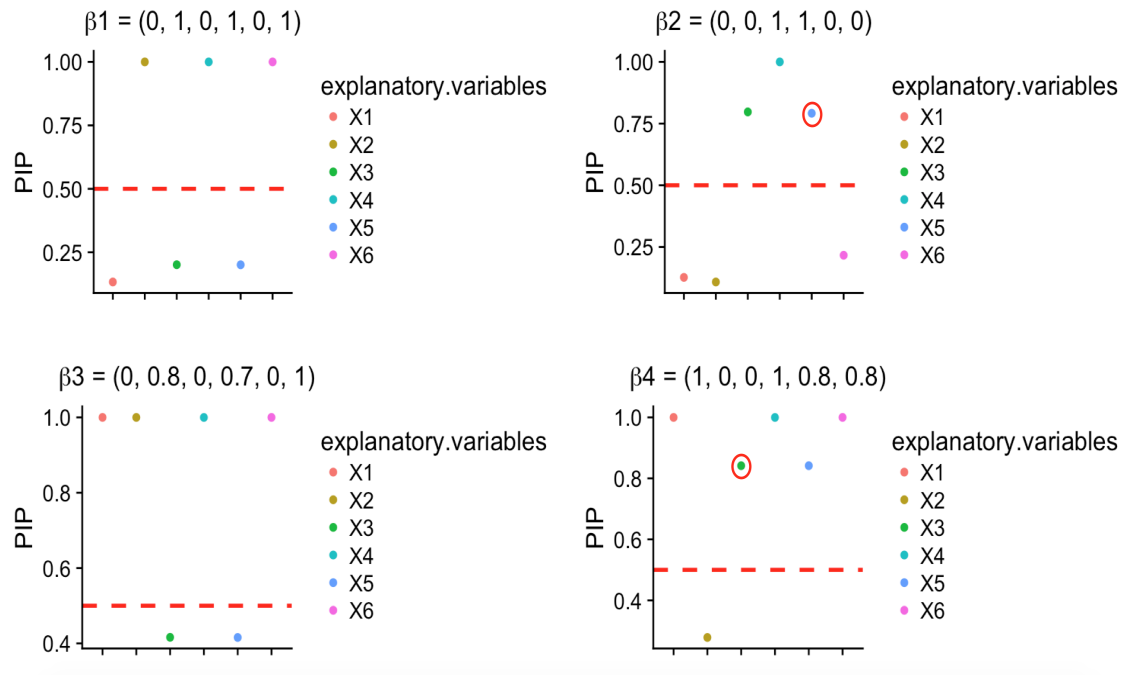 β1 = (0, 1, 0, 1, 0, 1)
1.00
0.75
0.50
0.25
PIP
explanatory.variables
X1
X2
X3
X4
X5
X6
β2 = (0, 0, 1, 1, 0, 0)
1.00
0.75
0.50
0.25
PIP
explanatory.variables
X1
X2
X3
X4
X5
X6
β3 = (0, 0.8, 0, 0.7, 0, 1)
1.0
0.8
0.6
0.4
PIP
explanatory.variables
X1
X2
X3
X4
X5
X6
β4 = (1, 0, 0, 1, 0.8, 0.8)
1.0
0.8
0.6
0.4
PIP
explanatory.variables
X1
X2
X3
X4
X5
X6